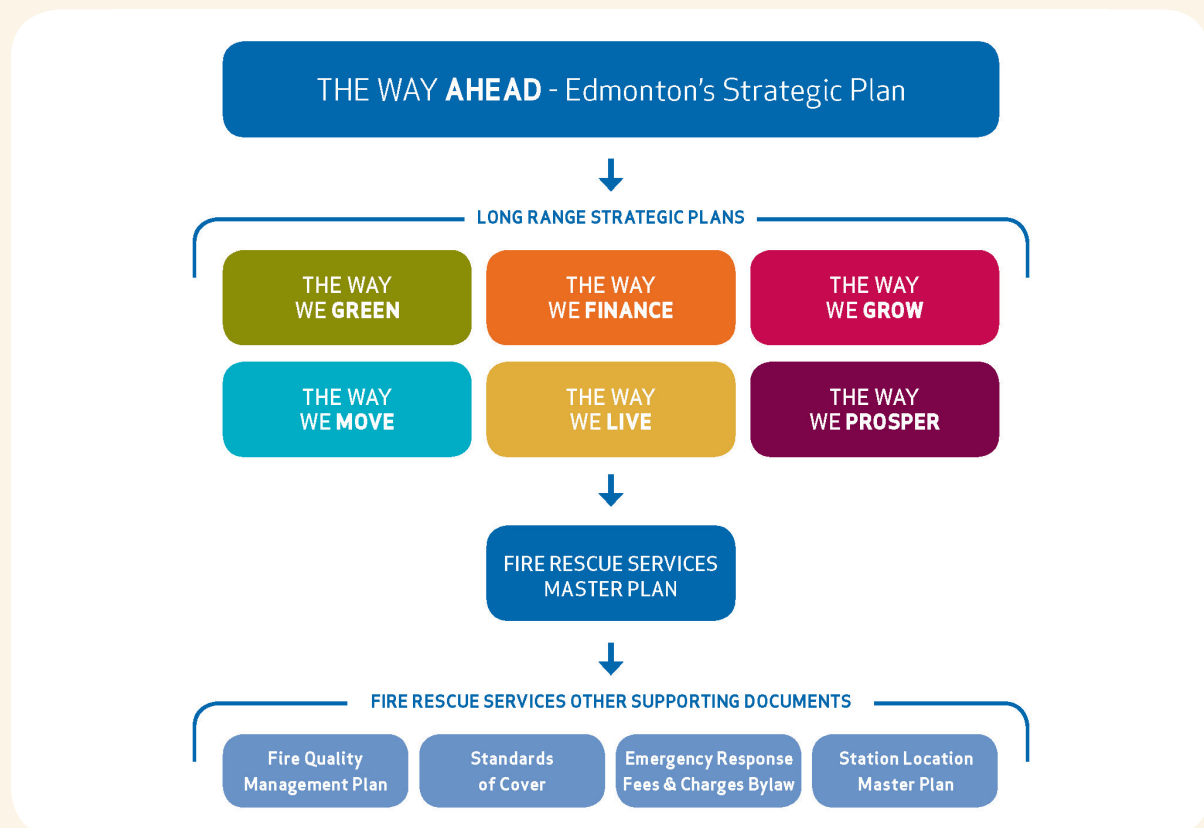 THE WAY AHEAD - Edmonton's Strategic Plan
LONG RANGE STRATEGIC PLANS
THE WAY
WE GREEN
THE WAY
WE FINANCE
THE WAY
WE GROW
THE WAY
WE MOVE
THE WAY
WE LIVE
THE WAY
WE PROSPER
FIRE RESCUE SERVICES
MASTER PLAN
FIRE RESCUE SERVICES OTHER SUPPORTING DOCUMENTS
Fire Quality
Management Plan
Standards
of Cover
Emergency Response
Fees & Charges Bylaw
Station Location
Master Plan